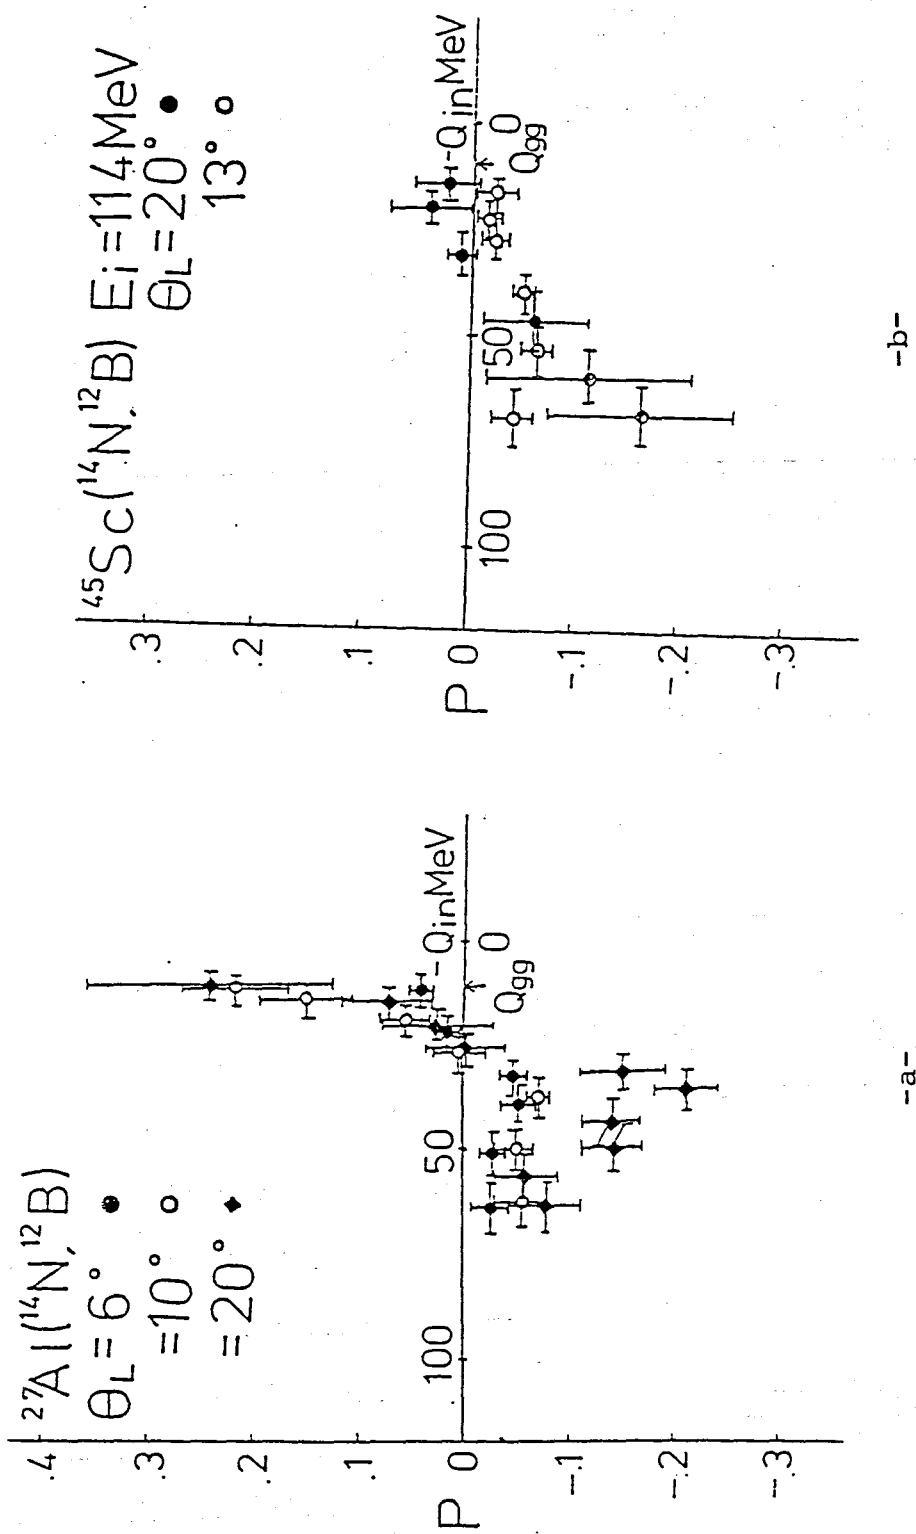 ²⁷Al(¹⁴N,¹²B)
θL=6° ●
=10° ○
=20° ◆
.4
.3
.2
.1
P 0
-.1
-.2
-.3
100
50
0
-Q in MeV
Qgg
-a-
⁴⁵Sc(¹⁴N,¹²B) Ei=114MeV
θL=20° ●
13° ○
.3
.2
.1
P 0
-.1
-.2
-.3
100
50
0
-Q in MeV
Qgg
-b-